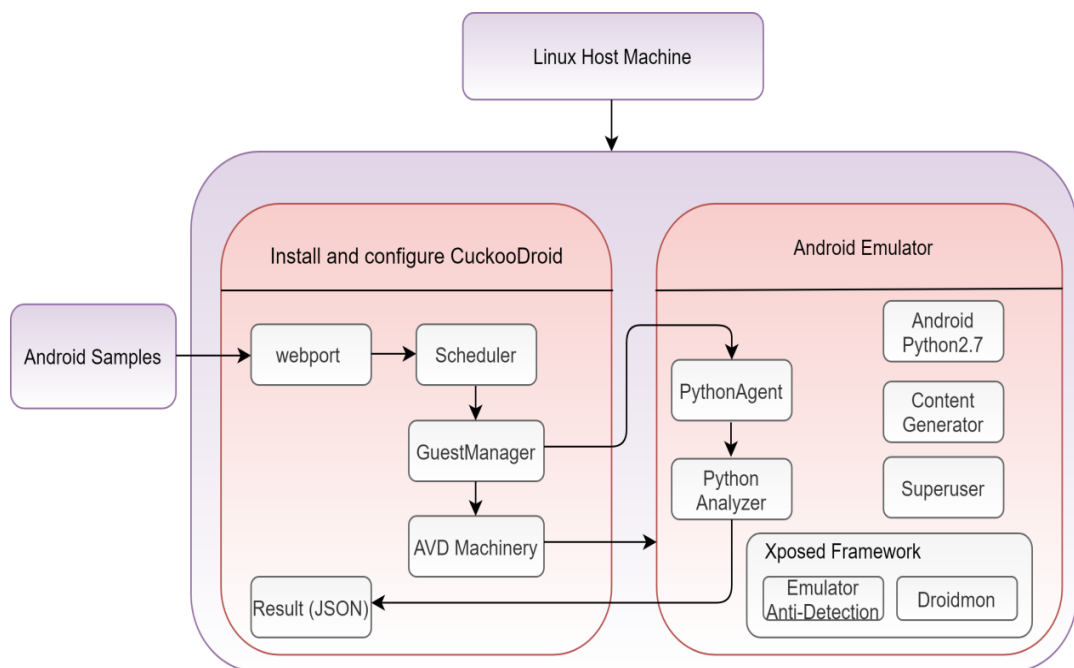 Linux Host Machine
Install and configure CuckooDroid
Android Emulator
Android Samples
webport
Scheduler
GuestManager
AVD Machinery
Result (JSON)
PythonAgent
Python
Analyzer
Android
Python2.7
Content
Generator
Superuser
Xposed Framework
Emulator
Anti-Detection
Droidmon